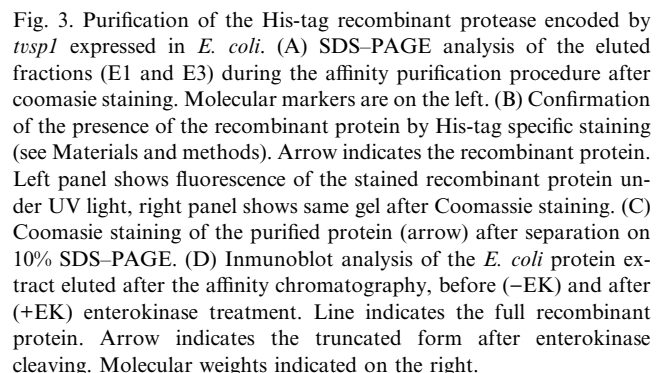 Fig. 3. Purification of the His-tag recombinant protease encoded by
tvsp1 expressed in E. coli. (A) SDS–PAGE analysis of the eluted
fractions (E1 and E3) during the affinity purification procedure after
coomasie staining. Molecular markers are on the left. (B) Confirmation
of the presence of the recombinant protein by His-tag specific staining
(see Materials and methods). Arrow indicates the recombinant protein.
Left panel shows fluorescence of the stained recombinant protein un-
der UV light, right panel shows same gel after Coomassie staining. (C)
Coomasie staining of the purified protein (arrow) after separation on
10% SDS–PAGE. (D) Inmunoblot analysis of the E. coli protein ex-
tract eluted after the affinity chromatography, before (−EK) and after
(+EK) enterokinase treatment. Line indicates the full recombinant
protein. Arrow indicates the truncated form after enterokinase
cleaving. Molecular weights indicated on the right.